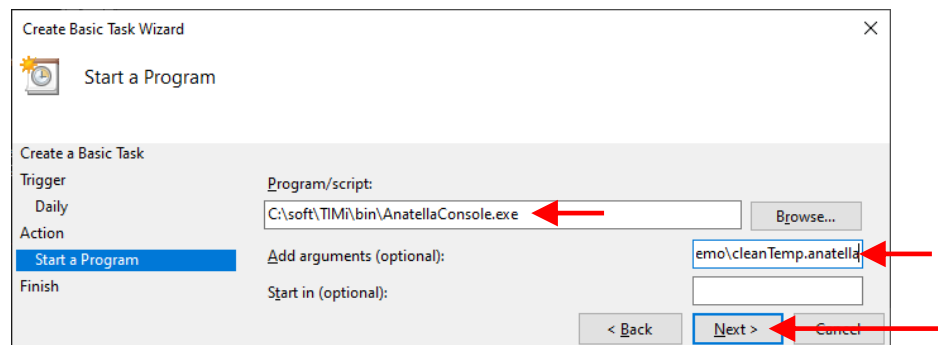 Create Basic Task Wizard
Start a Program
Create a Basic Task
Trigger
Daily
Action
Start a Program
Finish
Program/script:
C:\soft\TIMi\bin\AnatellaConsole.exe
Browse...
Add arguments (optional):
emo\cleanTemp.anatella
Start in (optional):
< Back
Next >
Cancel